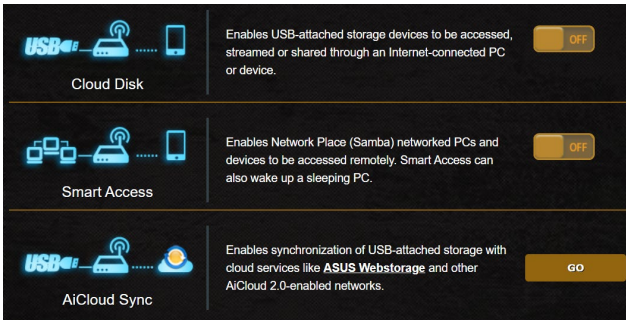 USB
Enables USB-attached storage devices to be accessed,
streamed or shared through an Internet-connected PC
or device.
OFF
Cloud Disk
Enables Network Place (Samba) networked PCs and
devices to be accessed remotely. Smart Access can
also wake up a sleeping PC.
OFF
Smart Access
USB
Enables synchronization of USB-attached storage with
cloud services like ASUS Webstorage and other
AiCloud 2.0-enabled networks.
GO
AiCloud Sync